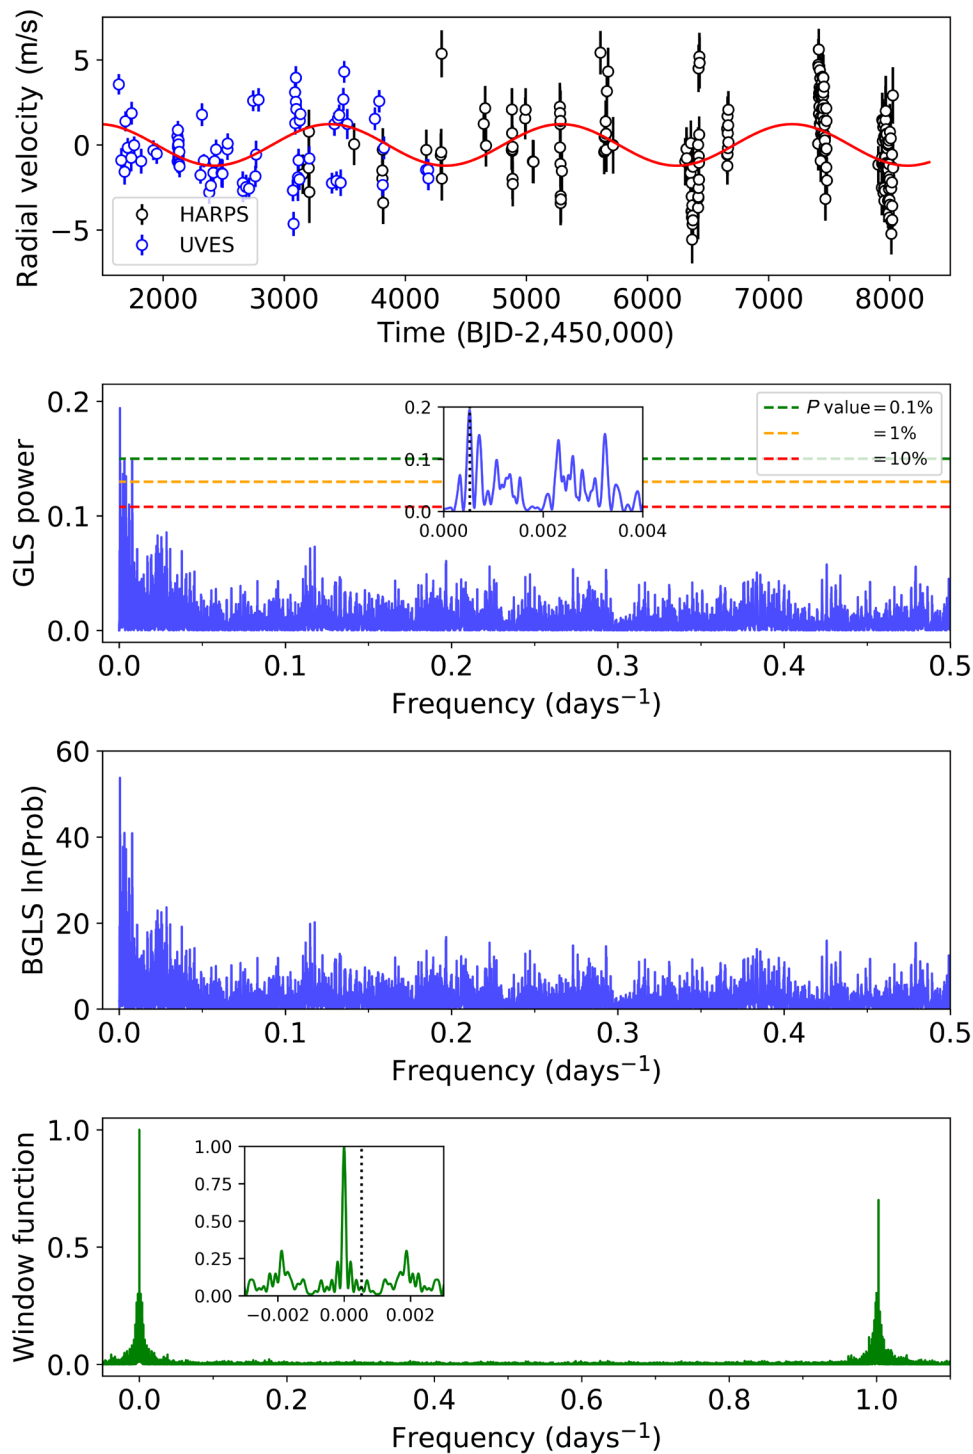 Radial velocity (m/s)
5
0
−5
HARPS
UVES
2000 3000 4000 5000 6000 7000 8000
Time (BJD-2,450,000)
GLS power
0.2
0.1
0.0
0.2
0.1
0.0
0.000 0.002 0.004
P value = 0.1%
= 1%
= 10%
0.0 0.1 0.2 0.3 0.4 0.5
Frequency (days⁻¹)
BGLS ln(Prob)
60
40
20
0
0.0 0.1 0.2 0.3 0.4 0.5
Frequency (days⁻¹)
Window function
1.0
0.5
0.0
1.00
0.75
0.50
0.25
0.00
−0.002 0.000 0.002
0.0 0.2 0.4 0.6 0.8 1.0
Frequency (days⁻¹)